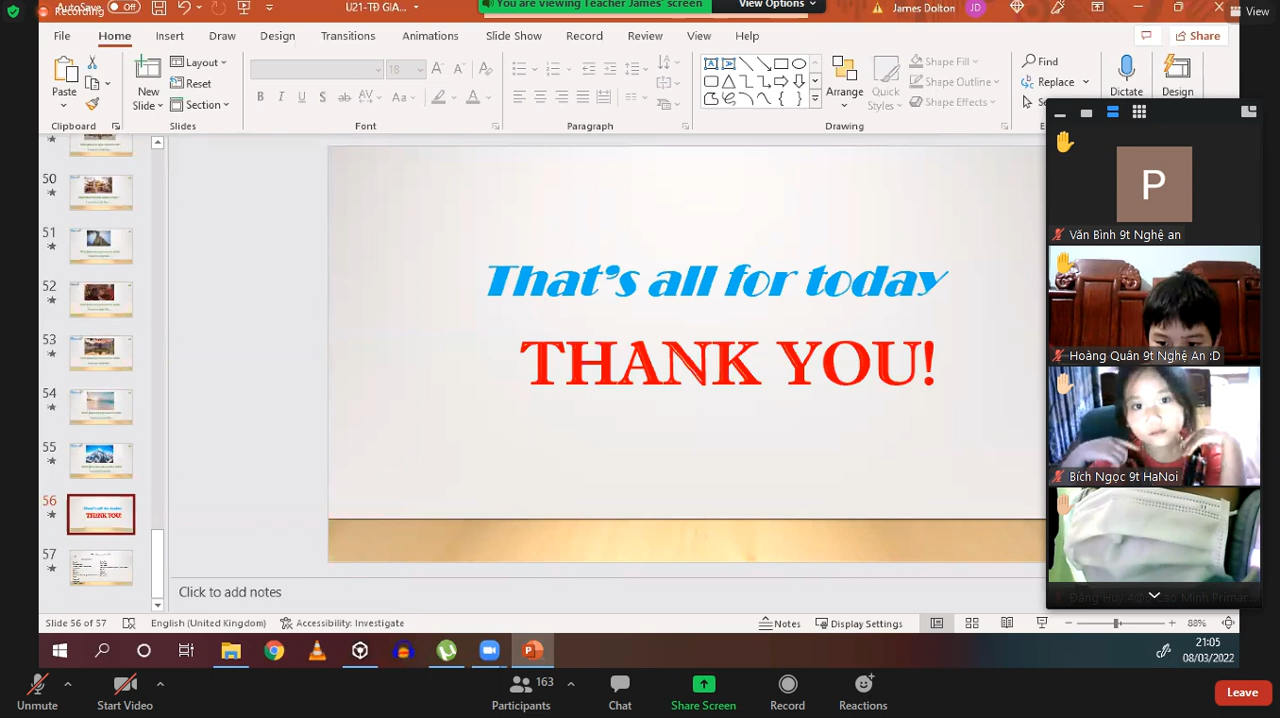 Recording
AutoSave Off
U21-TĐ GIA...
You are viewing Teacher James' screen
View Options
James Dolton JD
View
File Home Insert Draw Design Transitions Animations Slide Show Record Review View Help
Share
Paste
New
Slide
Layout
Reset
Section
18
B I U S ab AV Aa A
Arrange
Quick
Styles
Shape Fill
Shape Outline
Shape Effects
Find
Replace
Dictate
Design
Clipboard Slides Font Paragraph Drawing
50
51
52
53
54
55
56
57
That's all for today
THANK YOU!
P
Văn Bình 9t Nghệ an
Hoàng Quân 9t Nghệ An :D
Bích Ngọc 9t HaNoi
Click to add notes
Slide 56 of 57
English (United Kingdom)
Accessibility: Investigate
Notes
Display Settings
88%
21:05
08/03/2022
Unmute
Start Video
163
Participants
Chat
Share Screen
Record
Reactions
Leave